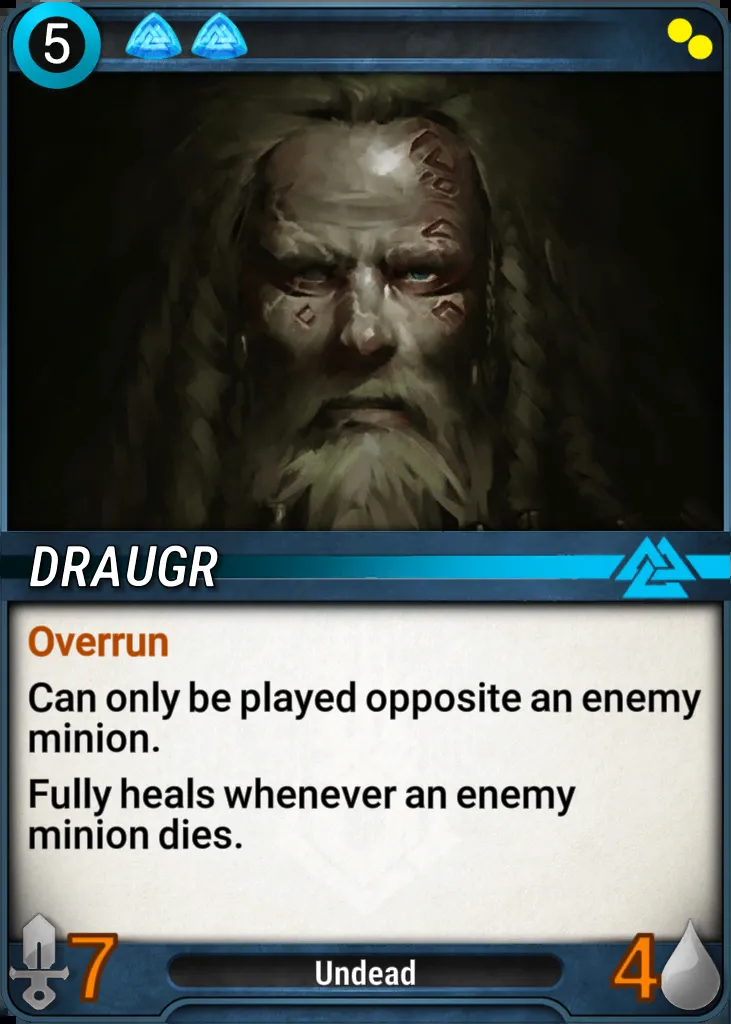 5
DRAUGR
Overrun
Can only be played opposite an enemy
minion.
Fully heals whenever an enemy
minion dies.
7
Undead
4